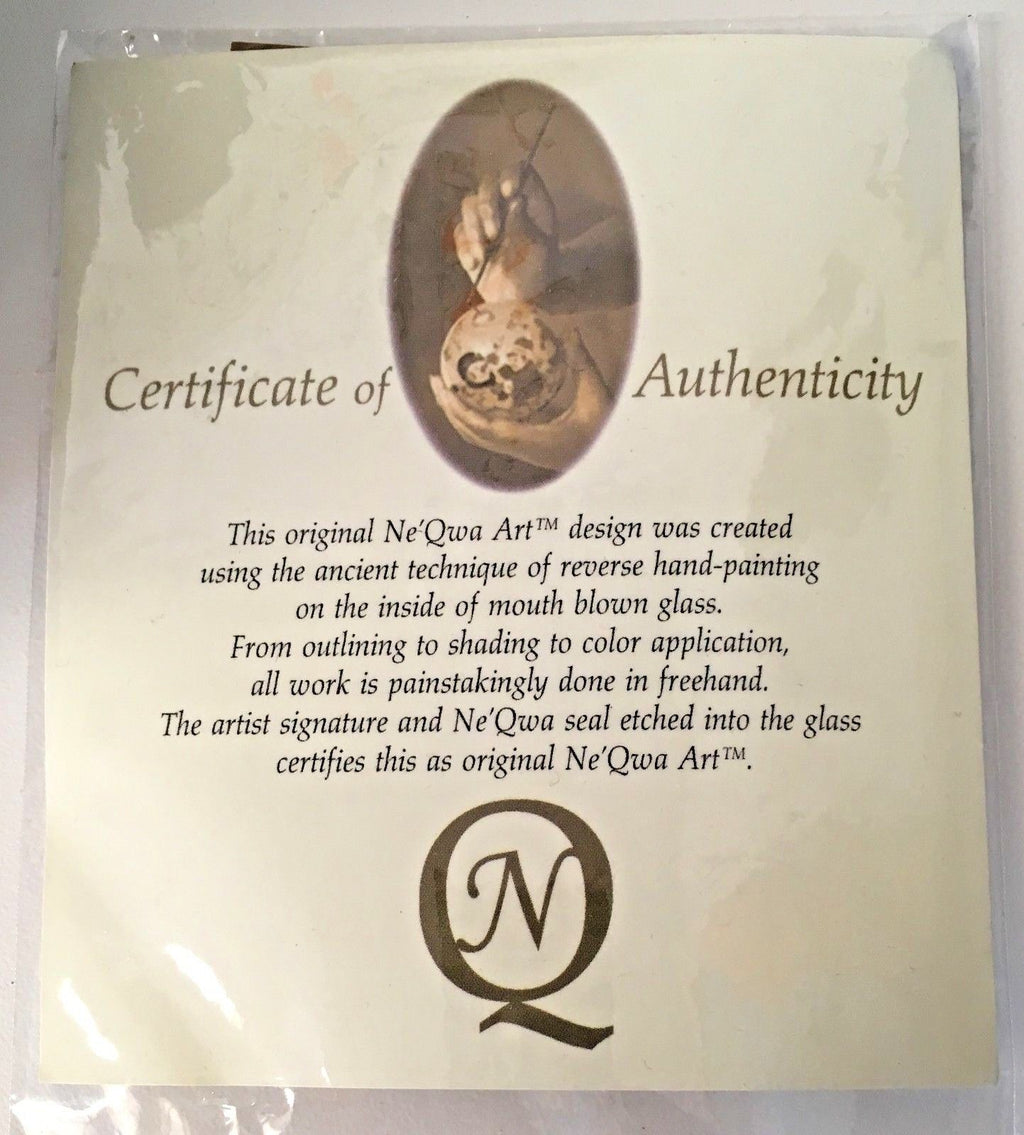 Certificate of Authenticity
This original Ne'Qwa Art™ design was created
using the ancient technique of reverse hand-painting
on the inside of mouth blown glass.
From outlining to shading to color application,
all work is painstakingly done in freehand.
The artist signature and Ne'Qwa seal etched into the glass
certifies this as original Ne'Qwa Art™.
NQ